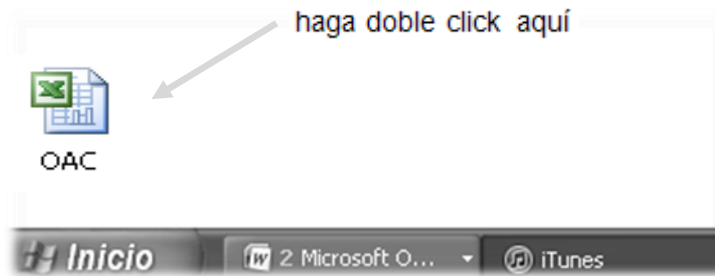 haga doble click aquí
OAC
Inicio
2 Microsoft O...
iTunes